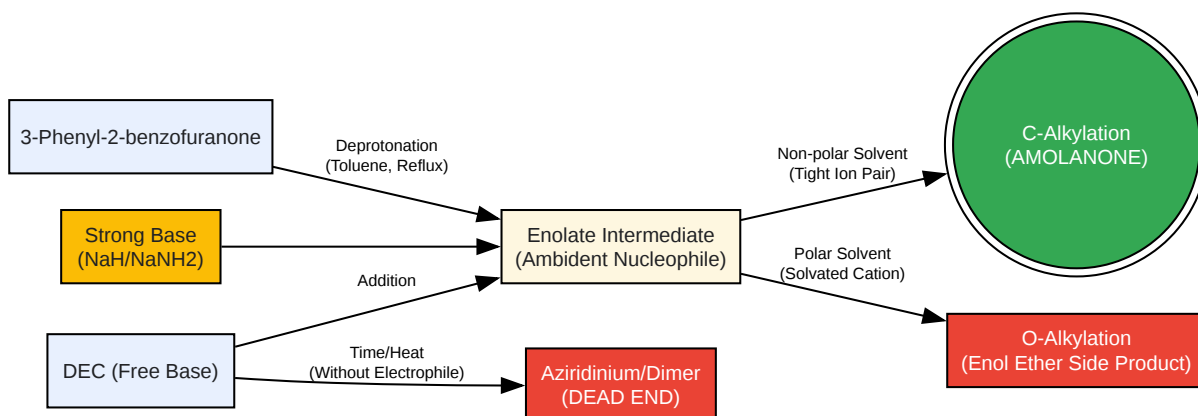 3-Phenyl-2-benzofuranone
Deprotonation
(Toluene, Reflux)
Strong Base
(NaH/NaNH2)
Addition
DEC (Free Base)
Time/Heat
(Without Electrophile)
Aziridinium/Dimer
(DEAD END)
Enolate Intermediate
(Ambident Nucleophile)
Non-polar Solvent
(Tight Ion Pair)
C-Alkylation
(AMOLANONE)
Polar Solvent
(Solvated Cation)
O-Alkylation
(Enol Ether Side Product)